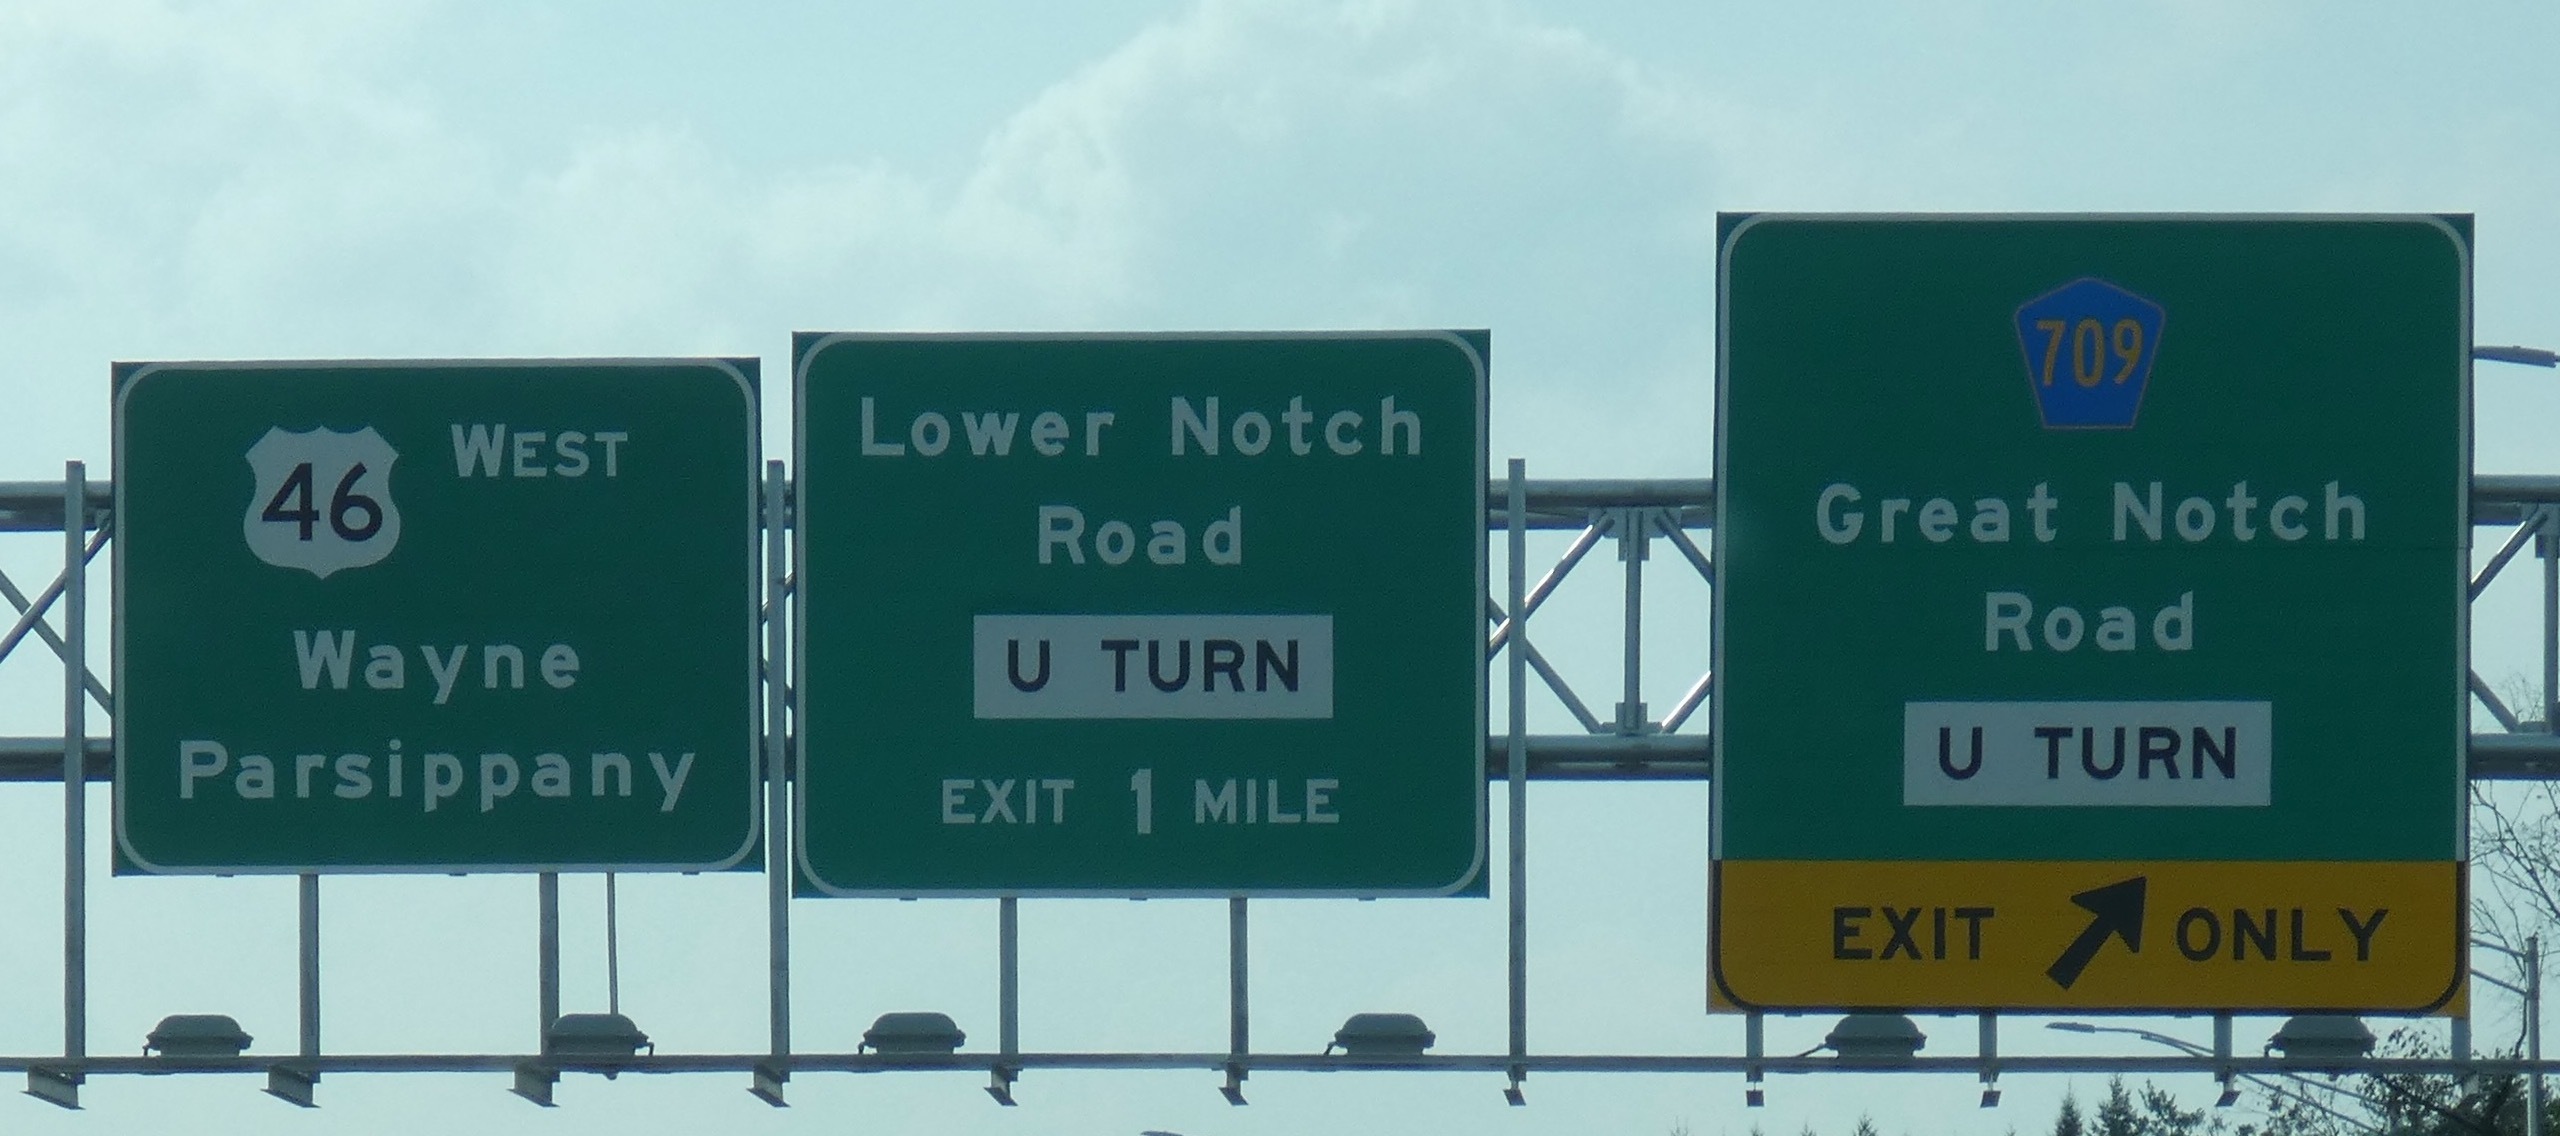 46 WEST
Wayne
Parsippany
Lower Notch
Road
U TURN
EXIT 1 MILE
709
Great Notch
Road
U TURN
EXIT ONLY